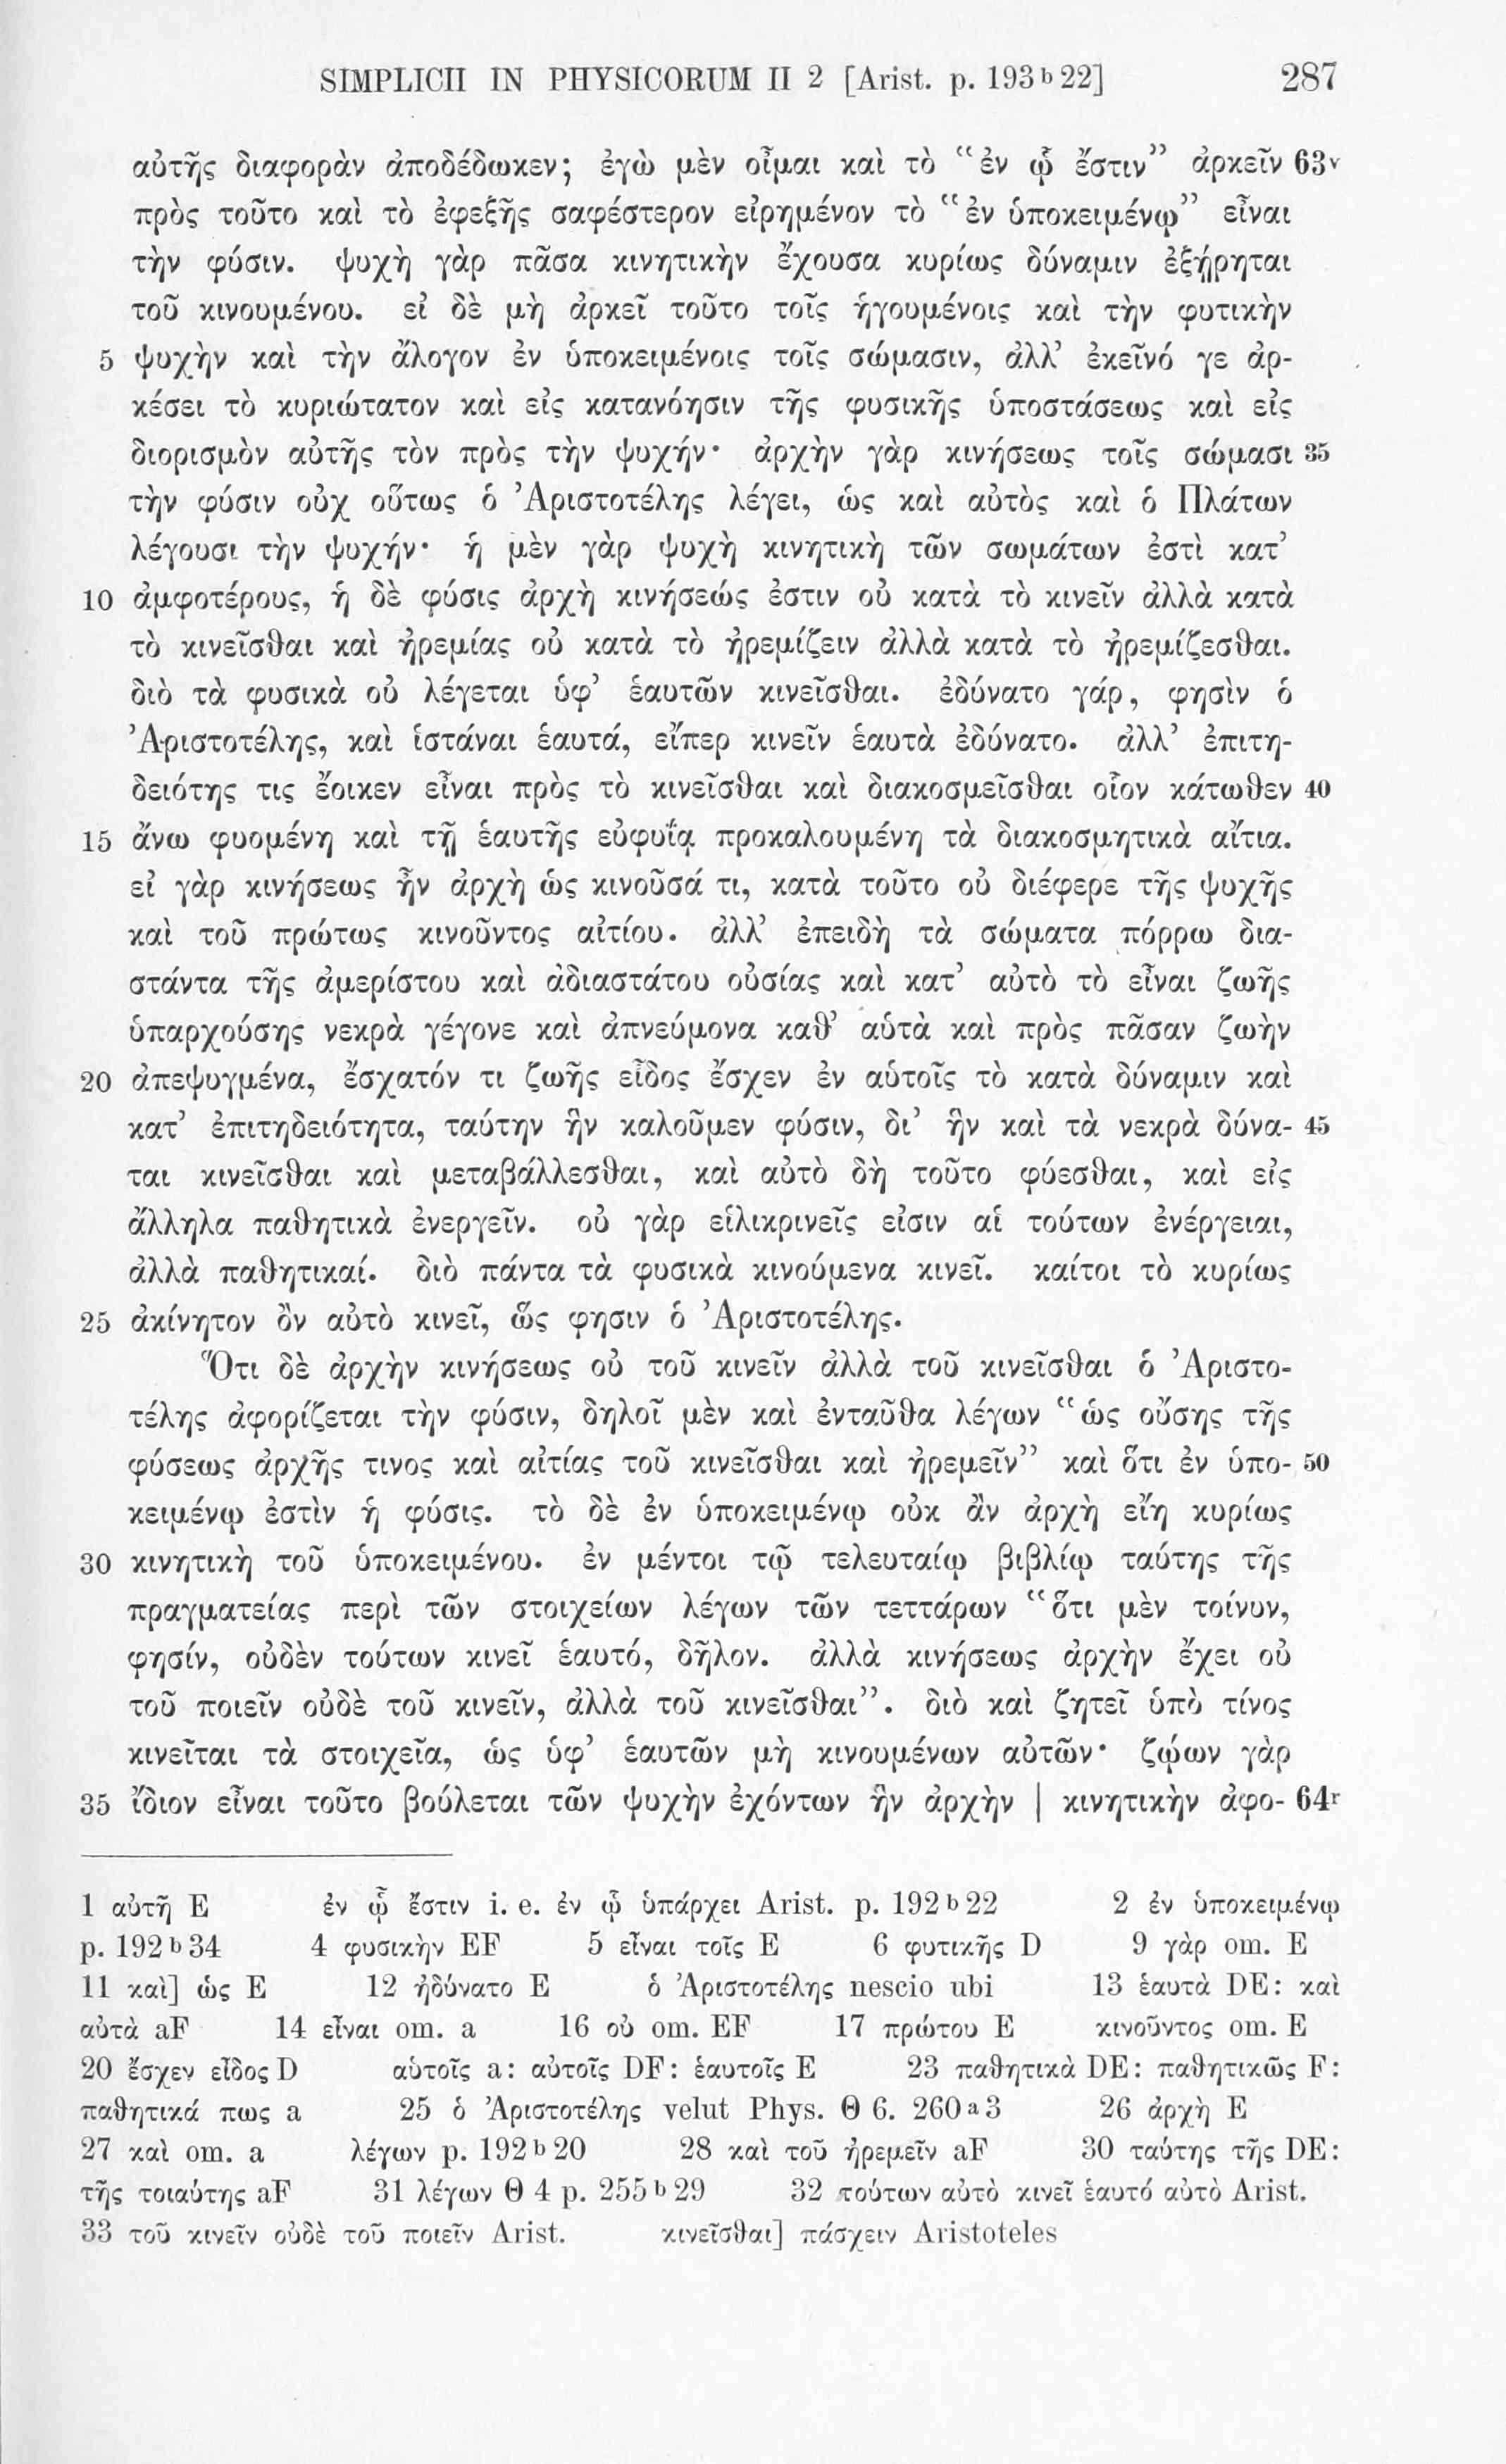 SIMPLICII IN PHYSICORUM II 2 [Arist. p. 193ᵇ22] 287
αὐτῆς διαφορὰν ἀποδέδωκεν; ἐγὼ μὲν οἶμαι καὶ τὸ “ἐν ᾧ ἔστιν” ἀρκεῖν 63ᵛ
πρὸς τοῦτο καὶ τὸ ἐφεξῆς σαφέστερον εἰρημένον τὸ “ἐν ὑποκειμένῳ” εἶναι
τὴν φύσιν. ψυχὴ γὰρ πᾶσα κινητικὴν ἔχουσα κυρίως δύναμιν ἐξῄρηται
τοῦ κινουμένου. εἰ δὲ μὴ ἀρκεῖ τοῦτο τοῖς ἡγουμένοις καὶ τὴν φυτικὴν
5 ψυχὴν καὶ τὴν ἄλογον ἐν ὑποκειμένοις τοῖς σώμασιν, ἀλλ’ ἐκεῖνό γε ἀρ-
κέσει τὸ κυριώτατον καὶ εἰς κατανόησιν τῆς φυσικῆς ὑποστάσεως καὶ εἰς
διορισμὸν αὐτῆς τὸν πρὸς τὴν ψυχήν· ἀρχὴν γὰρ κινήσεως τοῖς σώμασι 35
τὴν φύσιν οὐχ οὕτως ὁ Ἀριστοτέλης λέγει, ὡς καὶ αὐτὸς καὶ ὁ Πλάτων
λέγουσι τὴν ψυχήν· ἡ μὲν γὰρ ψυχὴ κινητικὴ τῶν σωμάτων ἐστὶ κατ’
10 ἀμφοτέρους, ἡ δὲ φύσις ἀρχὴ κινήσεώς ἐστιν οὐ κατὰ τὸ κινεῖν ἀλλὰ κατὰ
τὸ κινεῖσθαι καὶ ἠρεμίας οὐ κατὰ τὸ ἠρεμίζειν ἀλλὰ κατὰ τὸ ἠρεμίζεσθαι.
διὸ τὰ φυσικὰ οὐ λέγεται ὑφ’ ἑαυτῶν κινεῖσθαι. ἐδύνατο γάρ, φησὶν ὁ
Ἀριστοτέλης, καὶ ἱστάναι ἑαυτά, εἴπερ κινεῖν ἑαυτὰ ἐδύνατο. ἀλλ’ ἐπιτη-
δειότης τις ἔοικεν εἶναι πρὸς τὸ κινεῖσθαι καὶ διακοσμεῖσθαι οἷον κάτωθεν 40
15 ἄνω φυομένη καὶ τῇ ἑαυτῆς εὐφυΐᾳ προκαλουμένη τὰ διακοσμητικὰ αἴτια.
εἰ γὰρ κινήσεως ἦν ἀρχὴ ὡς κινοῦσά τι, κατὰ τοῦτο οὐ διέφερε τῆς ψυχῆς
καὶ τοῦ πρώτως κινοῦντος αἰτίου. ἀλλ’ ἐπειδὴ τὰ σώματα πόρρω δια-
στάντα τῆς ἀμερίστου καὶ ἀδιαστάτου οὐσίας καὶ κατ’ αὐτὸ τὸ εἶναι ζωῆς
ὑπαρχούσης νεκρὰ γέγονε καὶ ἀπνεύμονα καθ’ αὑτὰ καὶ πρὸς πᾶσαν ζωὴν
20 ἀπεψυγμένα, ἔσχατόν τι ζωῆς εἶδος ἔσχεν ἐν αὑτοῖς τὸ κατὰ δύναμιν καὶ
κατ’ ἐπιτηδειότητα, ταύτην ἣν καλοῦμεν φύσιν, δι’ ἣν καὶ τὰ νεκρὰ δύνα- 45
ται κινεῖσθαι καὶ μεταβάλλεσθαι, καὶ αὐτὸ δὴ τοῦτο φύεσθαι, καὶ εἰς
ἄλληλα παθητικὰ ἐνεργεῖν. οὐ γὰρ εἰλικρινεῖς εἰσιν αἱ τούτων ἐνέργειαι,
ἀλλὰ παθητικαί. διὸ πάντα τὰ φυσικὰ κινούμενα κινεῖ. καίτοι τὸ κυρίως
25 ἀκίνητον ὂν αὐτὸ κινεῖ, ὥς φησιν ὁ Ἀριστοτέλης.
Ὅτι δὲ ἀρχὴν κινήσεως οὐ τοῦ κινεῖν ἀλλὰ τοῦ κινεῖσθαι ὁ Ἀριστο-
τέλης ἀφορίζεται τὴν φύσιν, δηλοῖ μὲν καὶ ἐνταῦθα λέγων “ὡς οὔσης τῆς
φύσεως ἀρχῆς τινος καὶ αἰτίας τοῦ κινεῖσθαι καὶ ἠρεμεῖν” καὶ ὅτι ἐν ὑπο- 50
κειμένῳ ἐστὶν ἡ φύσις. τὸ δὲ ἐν ὑποκειμένῳ οὐκ ἂν ἀρχὴ εἴη κυρίως
30 κινητικὴ τοῦ ὑποκειμένου. ἐν μέντοι τῷ τελευταίῳ βιβλίῳ ταύτης τῆς
πραγματείας περὶ τῶν στοιχείων λέγων τῶν τεττάρων “ὅτι μὲν τοίνυν,
φησίν, οὐδὲν τούτων κινεῖ ἑαυτό, δῆλον. ἀλλὰ κινήσεως ἀρχὴν ἔχει οὐ
τοῦ ποιεῖν οὐδὲ τοῦ κινεῖν, ἀλλὰ τοῦ κινεῖσθαι”. διὸ καὶ ζητεῖ ὑπὸ τίνος
κινεῖται τὰ στοιχεῖα, ὡς ὑφ’ ἑαυτῶν μὴ κινουμένων αὐτῶν· ζῴων γὰρ
35 ἴδιον εἶναι τοῦτο βούλεται τῶν ψυχὴν ἐχόντων ἣν ἀρχὴν | κινητικὴν ἀφο- 64ʳ
1 αὐτῇ E ἐν ᾧ ἔστιν i. e. ἐν ᾧ ὑπάρχει Arist. p. 192ᵇ22 2 ἐν ὑποκειμένῳ
p. 192ᵇ34 4 φυσικὴν EF 5 εἶναι τοῖς E 6 φυτικῆς D 9 γὰρ om. E
11 καὶ] ὡς E 12 ἠδύνατο E ὁ Ἀριστοτέλης nescio ubi 13 ἑαυτὰ DE: καὶ
αὐτὰ aF 14 εἶναι om. a 16 οὐ om. EF 17 πρώτου E κινοῦντος om. E
20 ἔσχεν εἶδος D αὑτοῖς a: αὐτοῖς DF: ἑαυτοῖς E 23 παθητικὰ DE: παθητικῶς F:
παθητικά πως a 25 ὁ Ἀριστοτέλης velut Phys. Θ 6. 260ᵃ3 26 ἀρχὴ E
27 καὶ om. a λέγων p. 192ᵇ20 28 καὶ τοῦ ἠρεμεῖν aF 30 ταύτης τῆς DE:
τῆς τοιαύτης aF 31 λέγων Θ 4 p. 255ᵇ29 32 τούτων αὐτὸ κινεῖ ἑαυτό αὐτὸ Arist.
33 τοῦ κινεῖν οὐδὲ τοῦ ποιεῖν Arist. κινεῖσθαι] πάσχειν Aristoteles